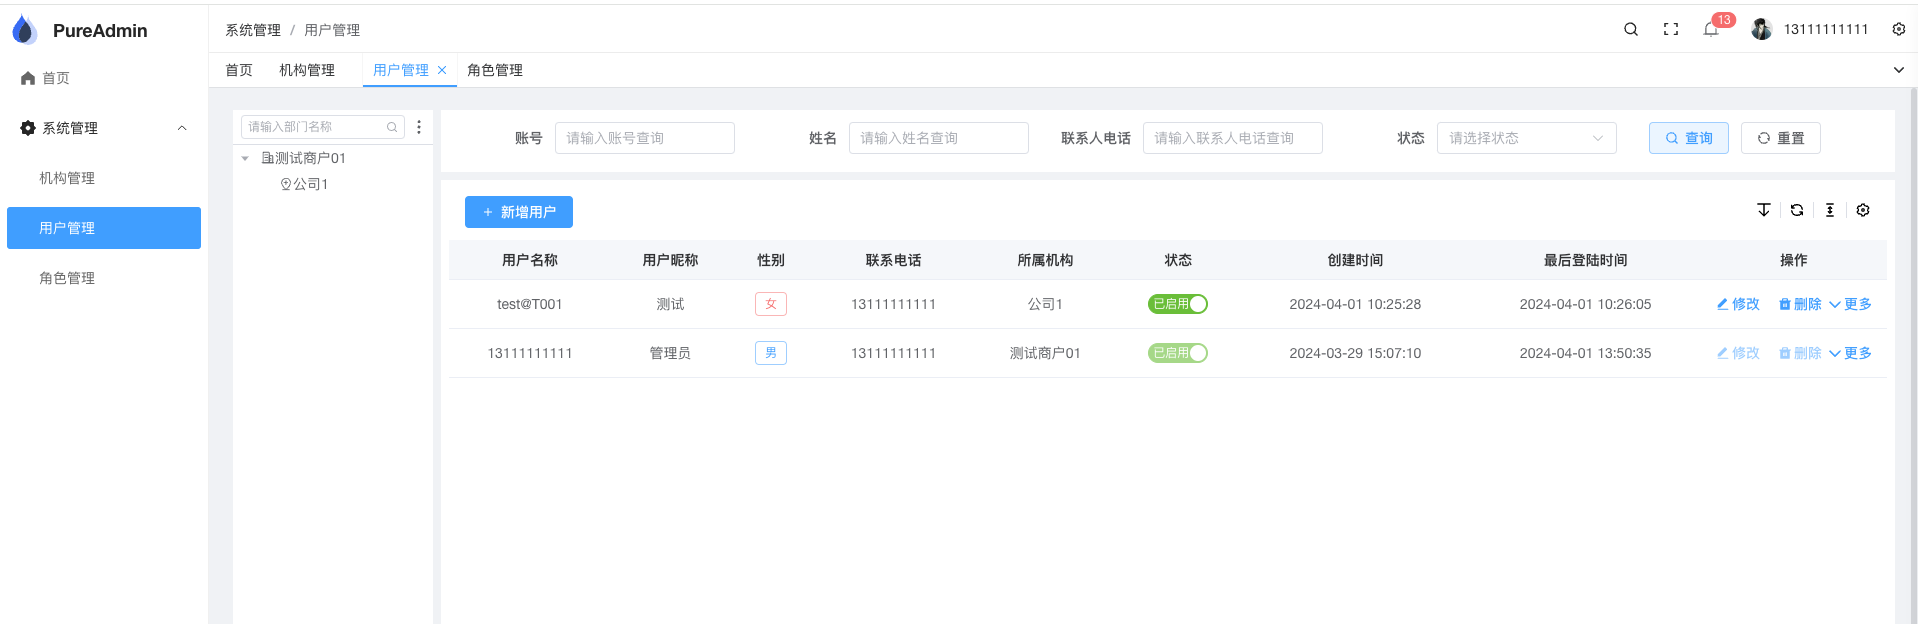 PureAdmin
首页
系统管理
机构管理
用户管理
角色管理
系统管理 / 用户管理
13
13111111111
首页 机构管理 用户管理 角色管理
请输入部门名称
测试商户01
公司1
账号 请输入账号查询 姓名 请输入姓名查询 联系人电话 请输入联系人电话查询 状态 请选择状态 查询 重置
+ 新增用户
用户名称 用户昵称 性别 联系电话 所属机构 状态 创建时间 最后登陆时间 操作
test@T001 测试 女 13111111111 公司1 已启用 2024-04-01 10:25:28 2024-04-01 10:26:05 修改 删除 更多
13111111111 管理员 男 13111111111 测试商户01 已启用 2024-03-29 15:07:10 2024-04-01 13:50:35 修改 删除 更多